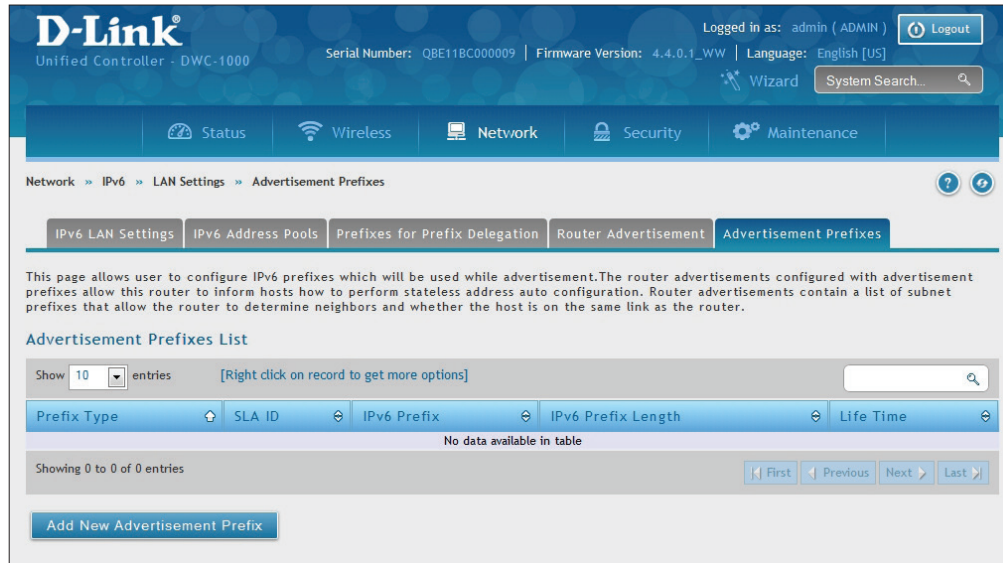 D-Link®
Unified Controller - DWC-1000
Logged in as: admin ( ADMIN )
Logout
Serial Number: QBE11BC000009 | Firmware Version: 4.4.0.1_WW | Language: English [US]
Wizard
System Search...
Status
Wireless
Network
Security
Maintenance
Network » IPv6 » LAN Settings » Advertisement Prefixes
?
IPv6 LAN Settings
IPv6 Address Pools
Prefixes for Prefix Delegation
Router Advertisement
Advertisement Prefixes
This page allows user to configure IPv6 prefixes which will be used while advertisement.The router advertisements configured with advertisement
prefixes allow this router to inform hosts how to perform stateless address auto configuration. Router advertisements contain a list of subnet
prefixes that allow the router to determine neighbors and whether the host is on the same link as the router.
Advertisement Prefixes List
Show 10 entries
[Right click on record to get more options]
Prefix Type
SLA ID
IPv6 Prefix
IPv6 Prefix Length
Life Time
No data available in table
Showing 0 to 0 of 0 entries
First
Previous
Next
Last
Add New Advertisement Prefix